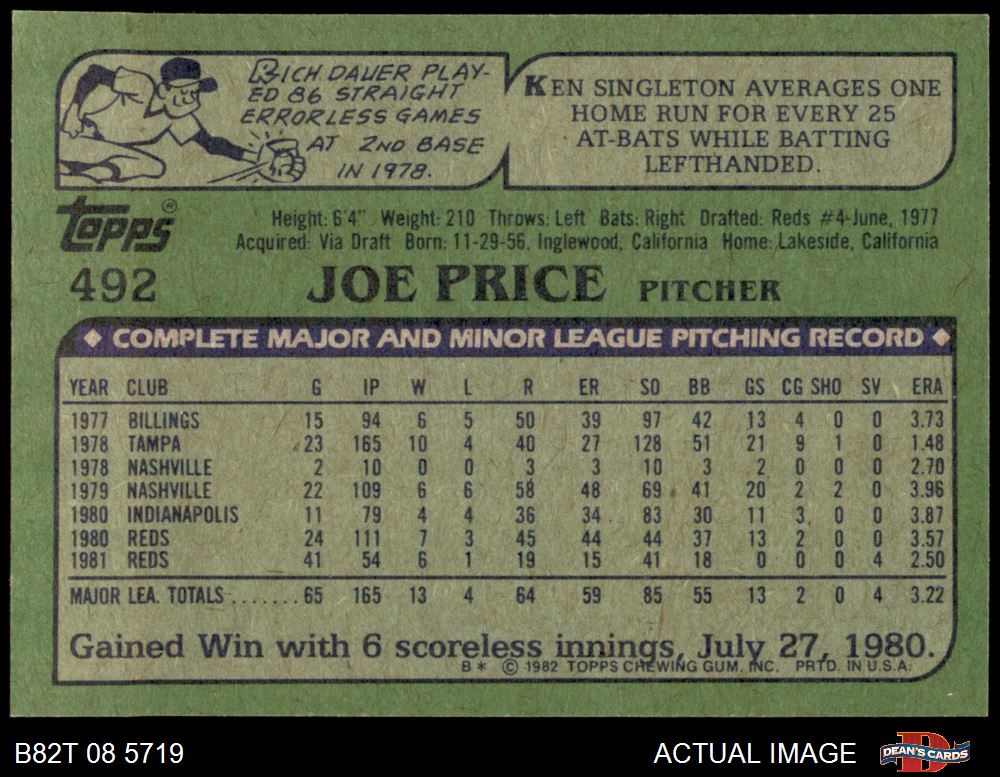 RICH DAUER PLAY-
ED 86 STRAIGHT
ERRORLESS GAMES
AT 2ND BASE
IN 1978.
KEN SINGLETON AVERAGES ONE
HOME RUN FOR EVERY 25
AT-BATS WHILE BATTING
LEFTHANDED.
Topps®
Height: 6'4" Weight: 210 Throws: Left Bats: Right Drafted: Reds #4-June, 1977
Acquired: Via Draft Born: 11-29-56, Inglewood, California Home: Lakeside, California
492 JOE PRICE PITCHER
◆ COMPLETE MAJOR AND MINOR LEAGUE PITCHING RECORD ◆
YEAR CLUB G IP W L R ER SO BB GS CG SHO SV ERA
1977 BILLINGS 15 94 6 5 50 39 97 42 13 4 0 0 3.73
1978 TAMPA 23 165 10 4 40 27 128 51 21 9 1 0 1.48
1978 NASHVILLE 2 10 0 0 3 3 10 3 2 0 0 0 2.70
1979 NASHVILLE 22 109 6 6 58 48 69 41 20 2 2 0 3.96
1980 INDIANAPOLIS 11 79 4 4 36 34 83 30 11 3 0 0 3.87
1980 REDS 24 111 7 3 45 44 44 37 13 2 0 0 3.57
1981 REDS 41 54 6 1 19 15 41 18 0 0 0 4 2.50
MAJOR LEA. TOTALS ....... 65 165 13 4 64 59 85 55 13 2 0 4 3.22
Gained Win with 6 scoreless innings, July 27, 1980.
B* © 1982 TOPPS CHEWING GUM, INC. PRTD. IN U.S.A.
B82T 08 5719
ACTUAL IMAGE
D
DEAN'S CARDS